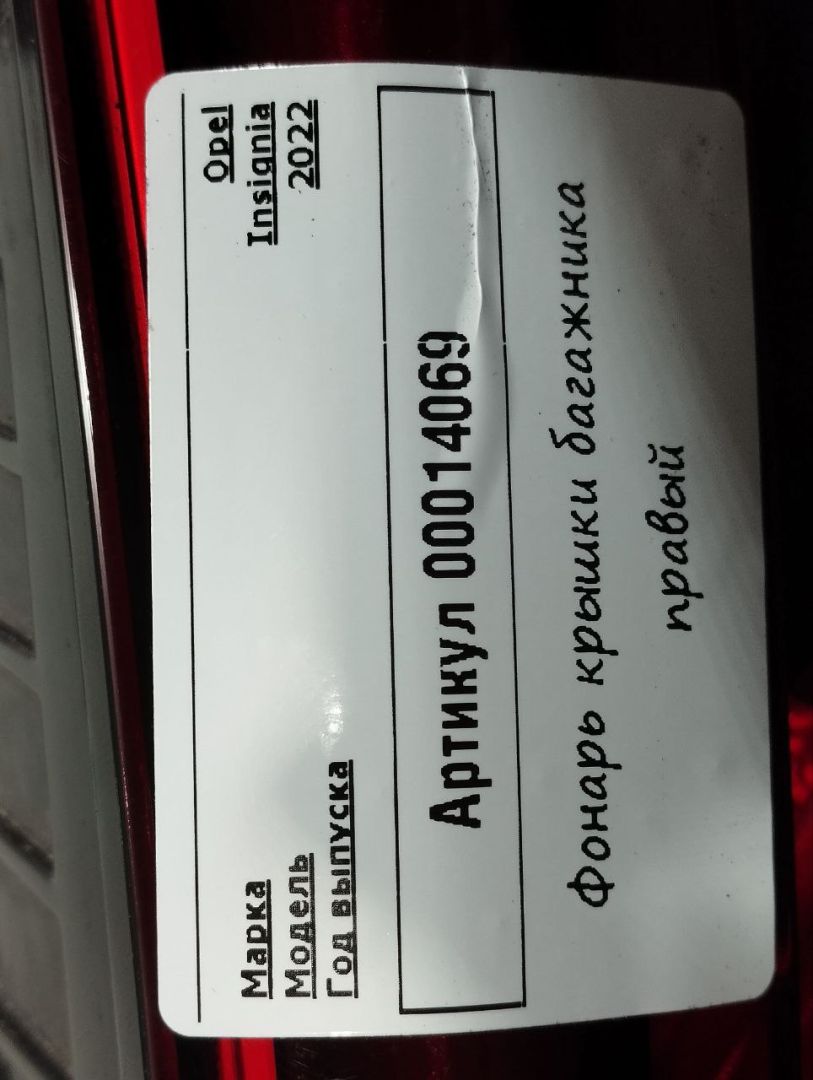 Марка Opel
Модель Insignia
Год выпуска 2022
Артикул 00014069
Фонарь крышки багажника
правый